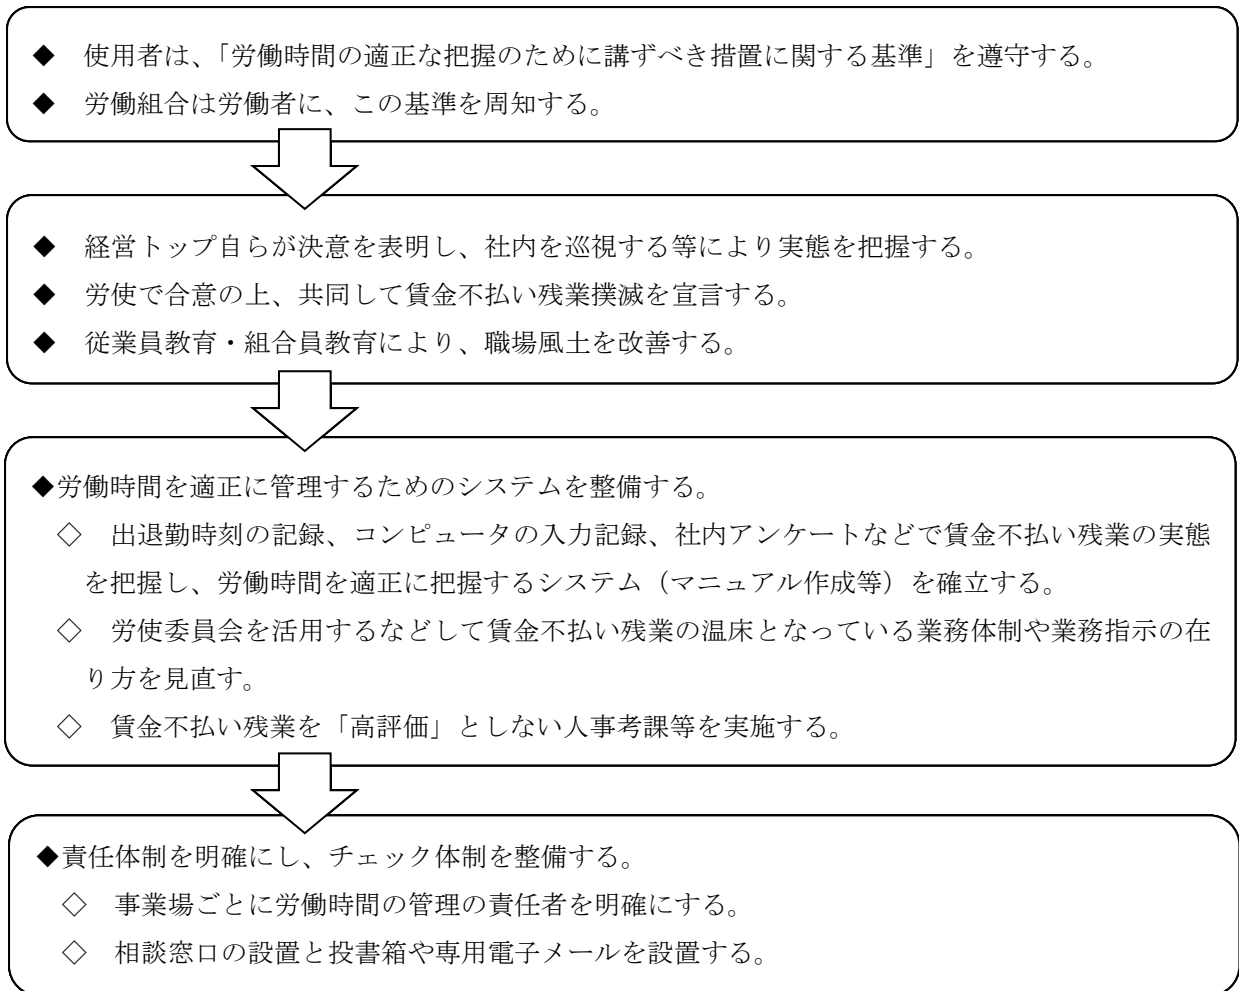 ◆　使用者は、「労働時間の適正な把握のために講ずべき措置に関する基準」を遵守する。
◆　労働組合は労働者に、この基準を周知する。
◆　経営トップ自らが決意を表明し、社内を巡視する等により実態を把握する。
◆　労使で合意の上、共同して賃金不払い残業撲滅を宣言する。
◆　従業員教育・組合員教育により、職場風土を改善する。
◆労働時間を適正に管理するためのシステムを整備する。
◇　出退勤時刻の記録、コンピュータの入力記録、社内アンケートなどで賃金不払い残業の実態
を把握し、労働時間を適正に把握するシステム（マニュアル作成等）を確立する。
◇　労使委員会を活用するなどして賃金不払い残業の温床となっている業務体制や業務指示の在
り方を見直す。
◇　賃金不払い残業を「高評価」としない人事考課等を実施する。
◆責任体制を明確にし、チェック体制を整備する。
◇　事業場ごとに労働時間の管理の責任者を明確にする。
◇　相談窓口の設置と投書箱や専用電子メールを設置する。